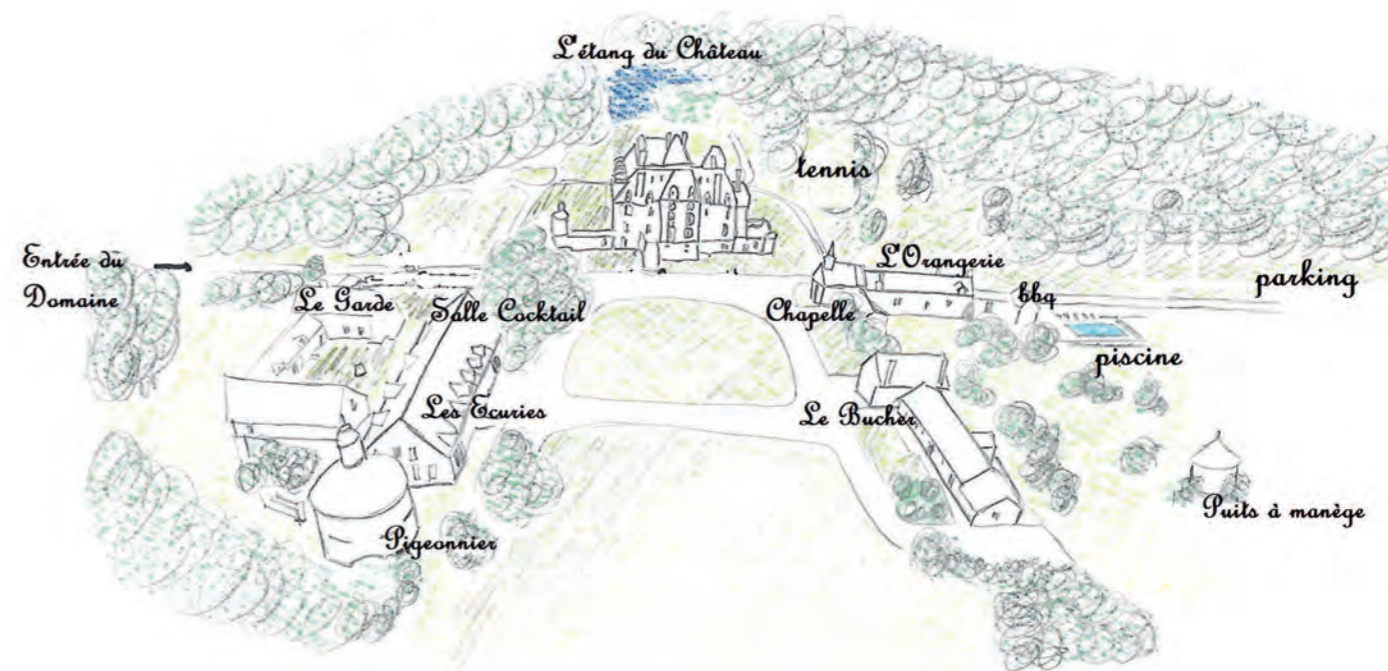 L'étang du Château
tennis
Entrée du
Domaine
L'Orangerie
parking
Le Garde
Salle Cocktail
Chapelle
bbq
piscine
Les Ecuries
Le Bucher
Puits à manège
Pigeonnier